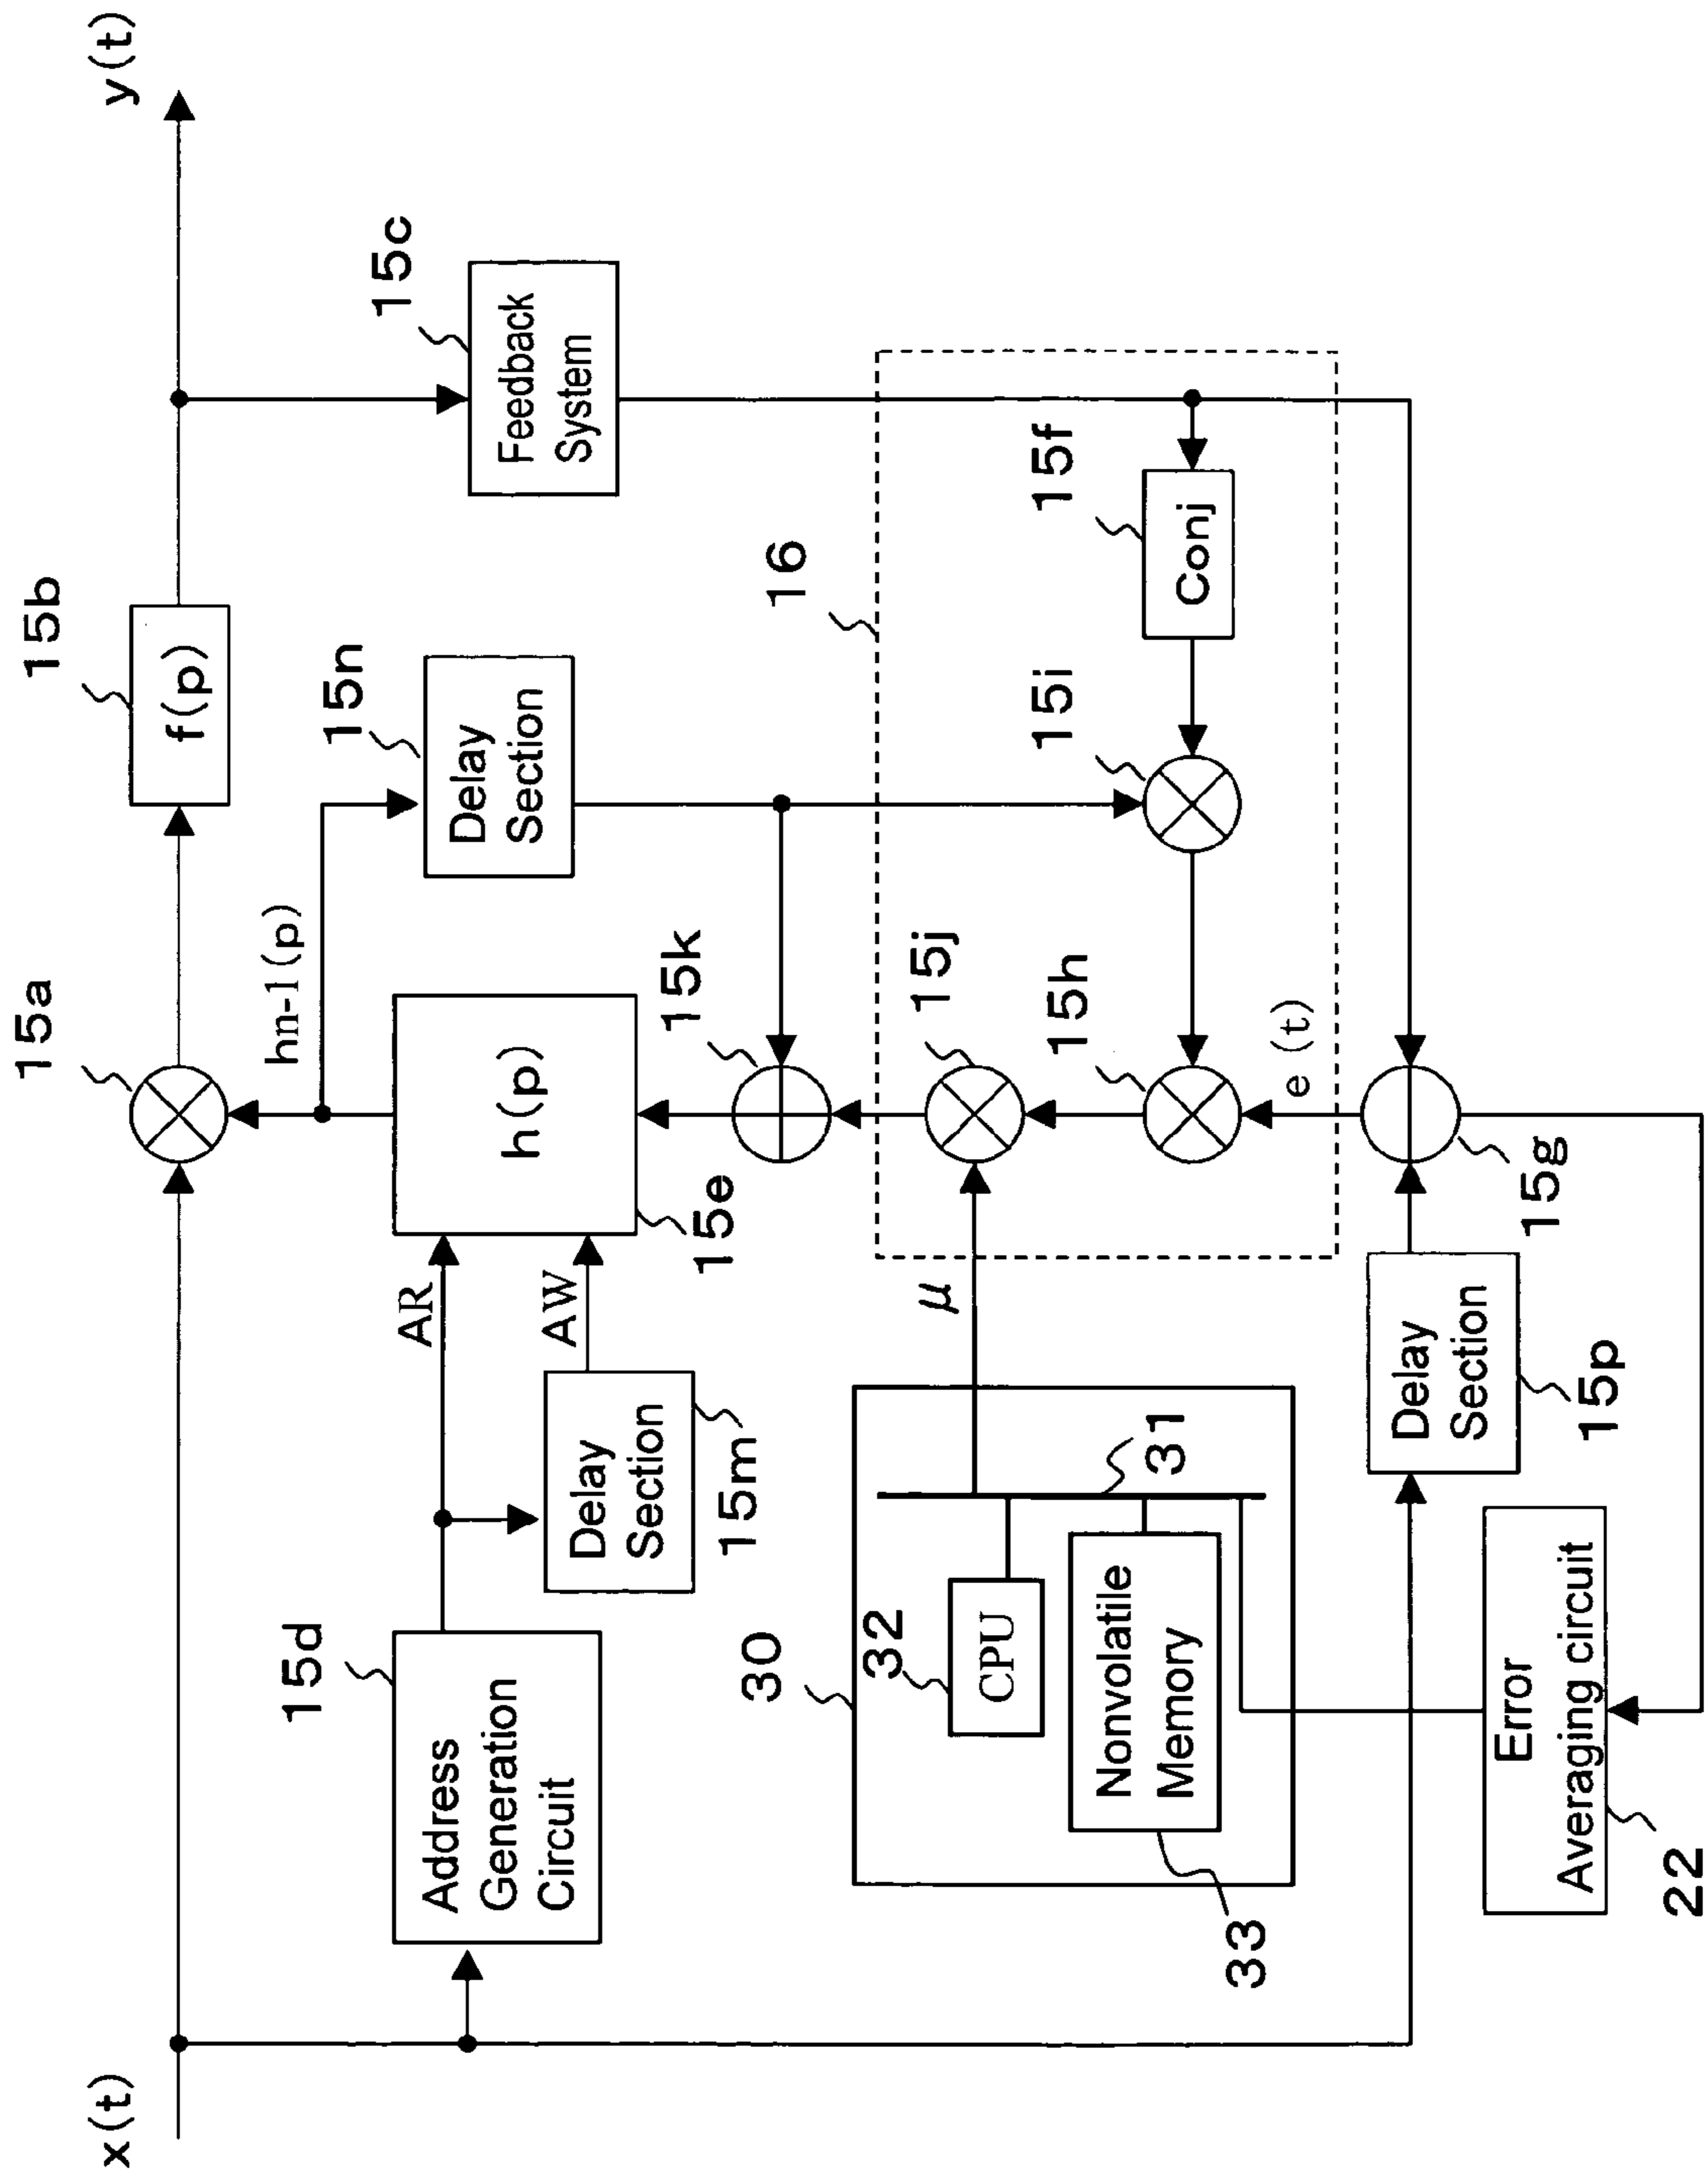 x(t)
y(t)
15a
15b
f(p)
hn-1(p)
15n
Delay
Section
15c
Feedback
System
15d
Address
Generation
Circuit
AR
AW
h(p)
15e
15m
Delay
Section
15k
16
15j
μ
15h
15i
15f
Conj
e(t)
30
32
CPU
31
Nonvolatile
Memory
33
Delay
Section
15p
15g
Error
Averaging circuit
22